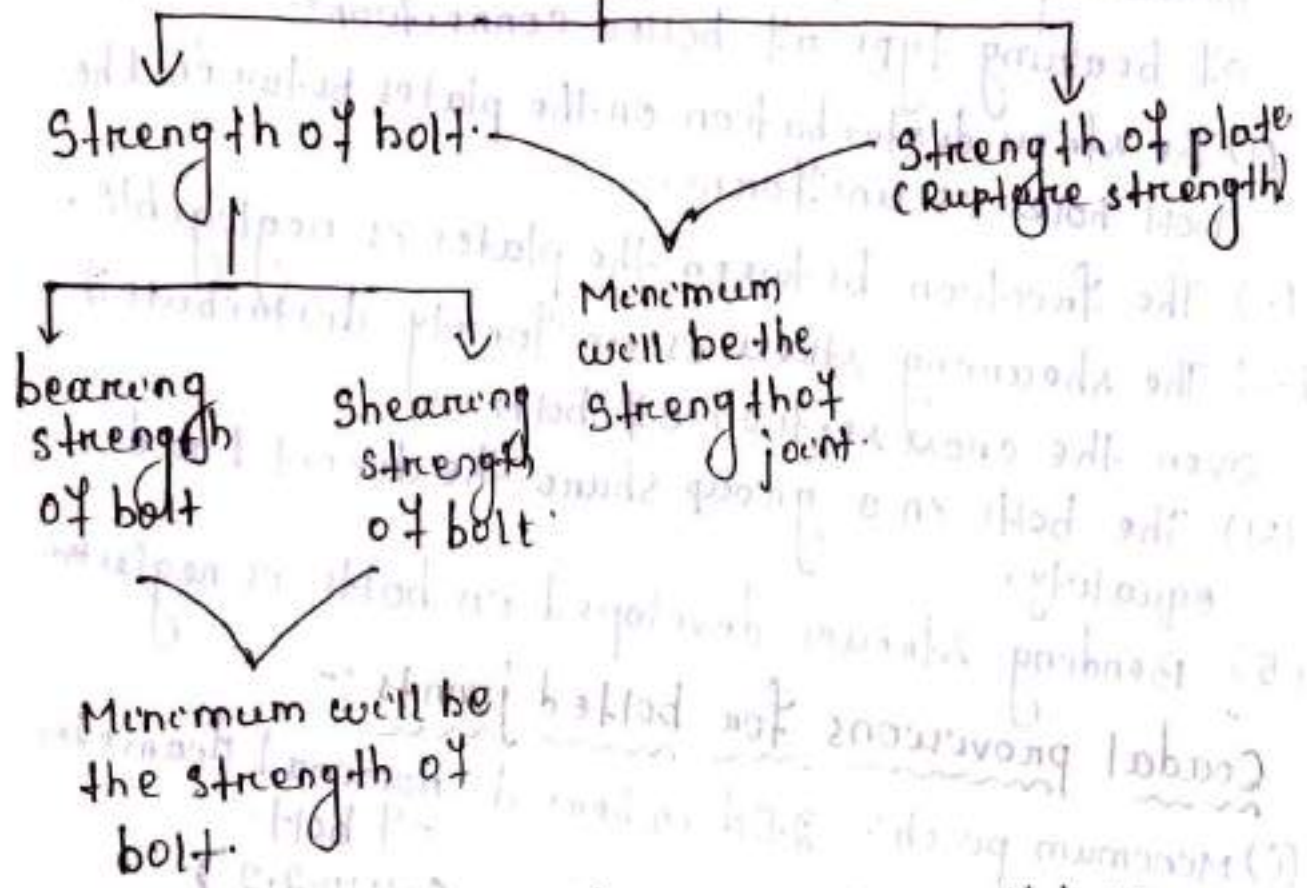 Strength of bolt.
Strength of plate
(Rupture strength)
Minimum
will be the
strength of
joint.
bearing
strength
of bolt
Shearing
strength
of bolt.
Minimum will be
the strength of
bolt.